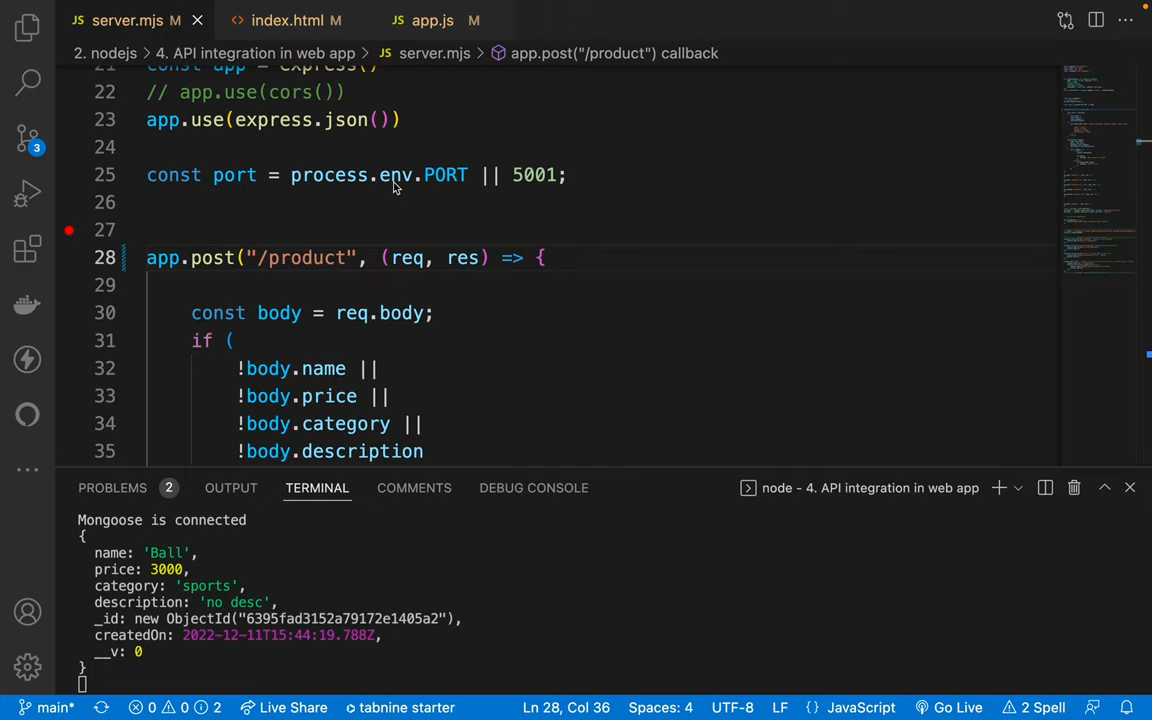 JS server.mjs M
<> index.html M
JS app.js M
2. nodejs > 4. API integration in web app > JS server.mjs > app.post("/product") callback
21 const app = express()
22 // app.use(cors())
23 app.use(express.json())
24
25 const port = process.env.PORT || 5001;
26
27
28 app.post("/product", (req, res) => {
29
30 const body = req.body;
31 if (
32 !body.name ||
33 !body.price ||
34 !body.category ||
35 !body.description
3
PROBLEMS 2 OUTPUT TERMINAL COMMENTS DEBUG CONSOLE node - 4. API integration in web app
Mongoose is connected
{
name: 'Ball',
price: 3000,
category: 'sports',
description: 'no desc',
_id: new ObjectId("6395fad3152a79172e1405a2"),
createdOn: 2022-12-11T15:44:19.788Z,
__v: 0
}
main* 0 0 2 Live Share tabnine starter Ln 28, Col 36 Spaces: 4 UTF-8 LF {} JavaScript Go Live 2 Spell